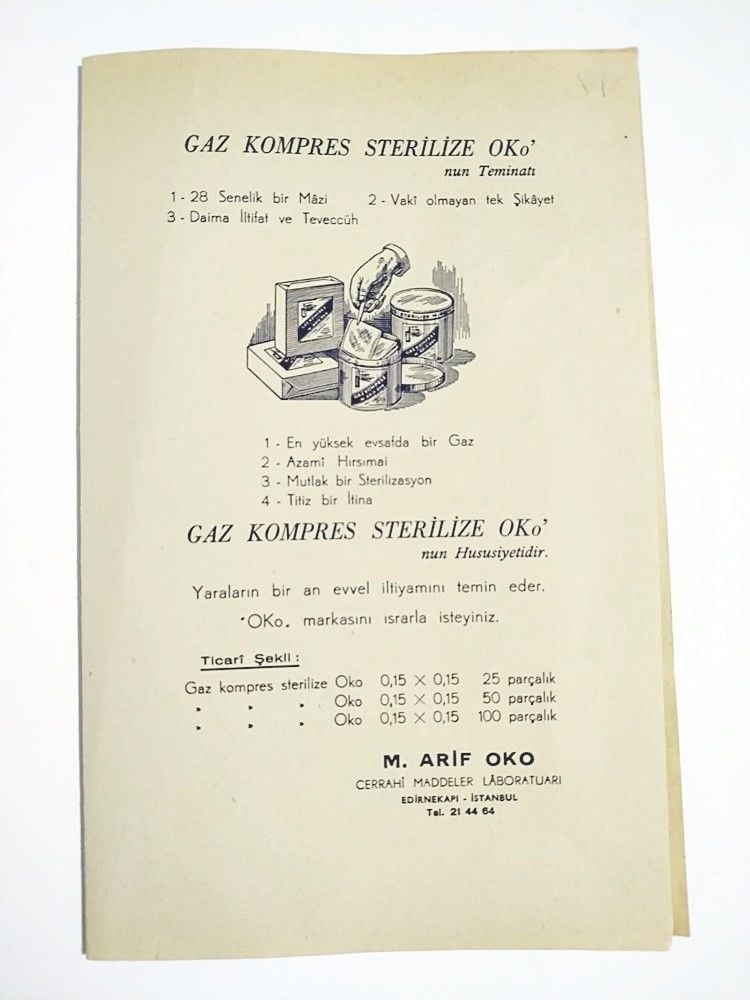 GAZ KOMPRES STERİLİZE OKo'
nun Teminatı
1 - 28 Senelik bir Mâzi 2 - Vaki olmayan tek Şikâyet
3 - Daima İltifat ve Teveccüh
1 - En yüksek evsafda bir Gaz
2 - Azamî Hırsımai
3 - Mutlak bir Sterilizasyon
4 - Titiz bir İtina
GAZ KOMPRES STERİLİZE OKo'
nun Hususiyetidir.
Yaraların bir an evvel iltiyamını temin eder.
"OKo" markasını ısrarla isteyiniz.
Ticarî Şekli :
Gaz kompres sterilize Oko 0,15 × 0,15 25 parçalık
" " " Oko 0,15 × 0,15 50 parçalık
" " " Oko 0,15 × 0,15 100 parçalık
M. ARİF OKO
CERRAHÎ MADDELER LÂBORATUARI
EDİRNEKAPI - İSTANBUL
Tel. 21 44 64